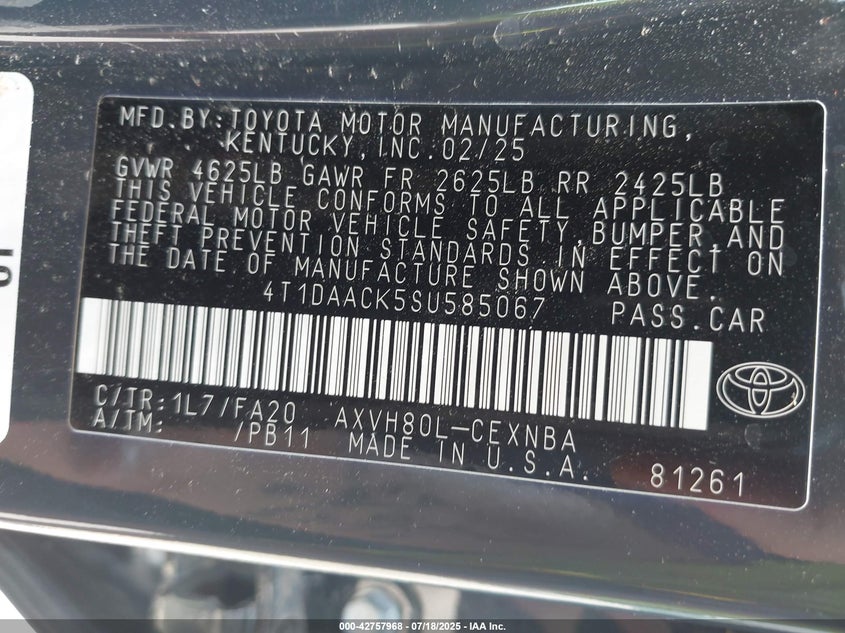 MFD.BY:TOYOTA MOTOR MANUFACTURING,
KENTUCKY,INC.02/25
GVWR 4625LB GAWR FR 2625LB RR 2425LB
THIS VEHICLE CONFORMS TO ALL APPLICABLE
FEDERAL MOTOR VEHICLE SAFETY,BUMPER,AND
THEFT PREVENTION STANDARDS IN EFFECT ON
THE DATE OF MANUFACTURE SHOWN ABOVE.
4T1DAACK5SU585067 PASS.CAR
C/TR:1L7/FA20 AXVH80L-CEXNBA
A/TM: /PB11 MADE IN U.S.A. 81261
000-42757968 - 07/18/2025 - IAA Inc.